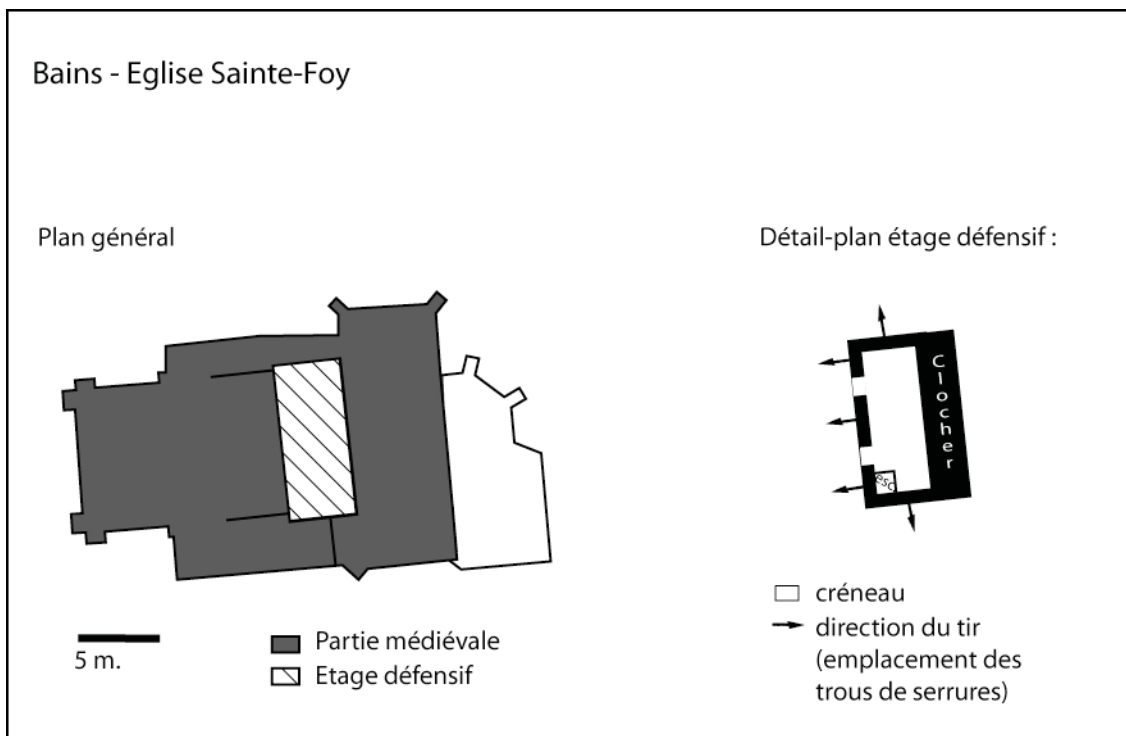 Bains - Eglise Sainte-Foy
Plan général
Détail-plan étage défensif :
Clocher
esc
5 m.
Partie médiévale
Etage défensif
créneau
direction du tir
(emplacement des
trous de serrures)